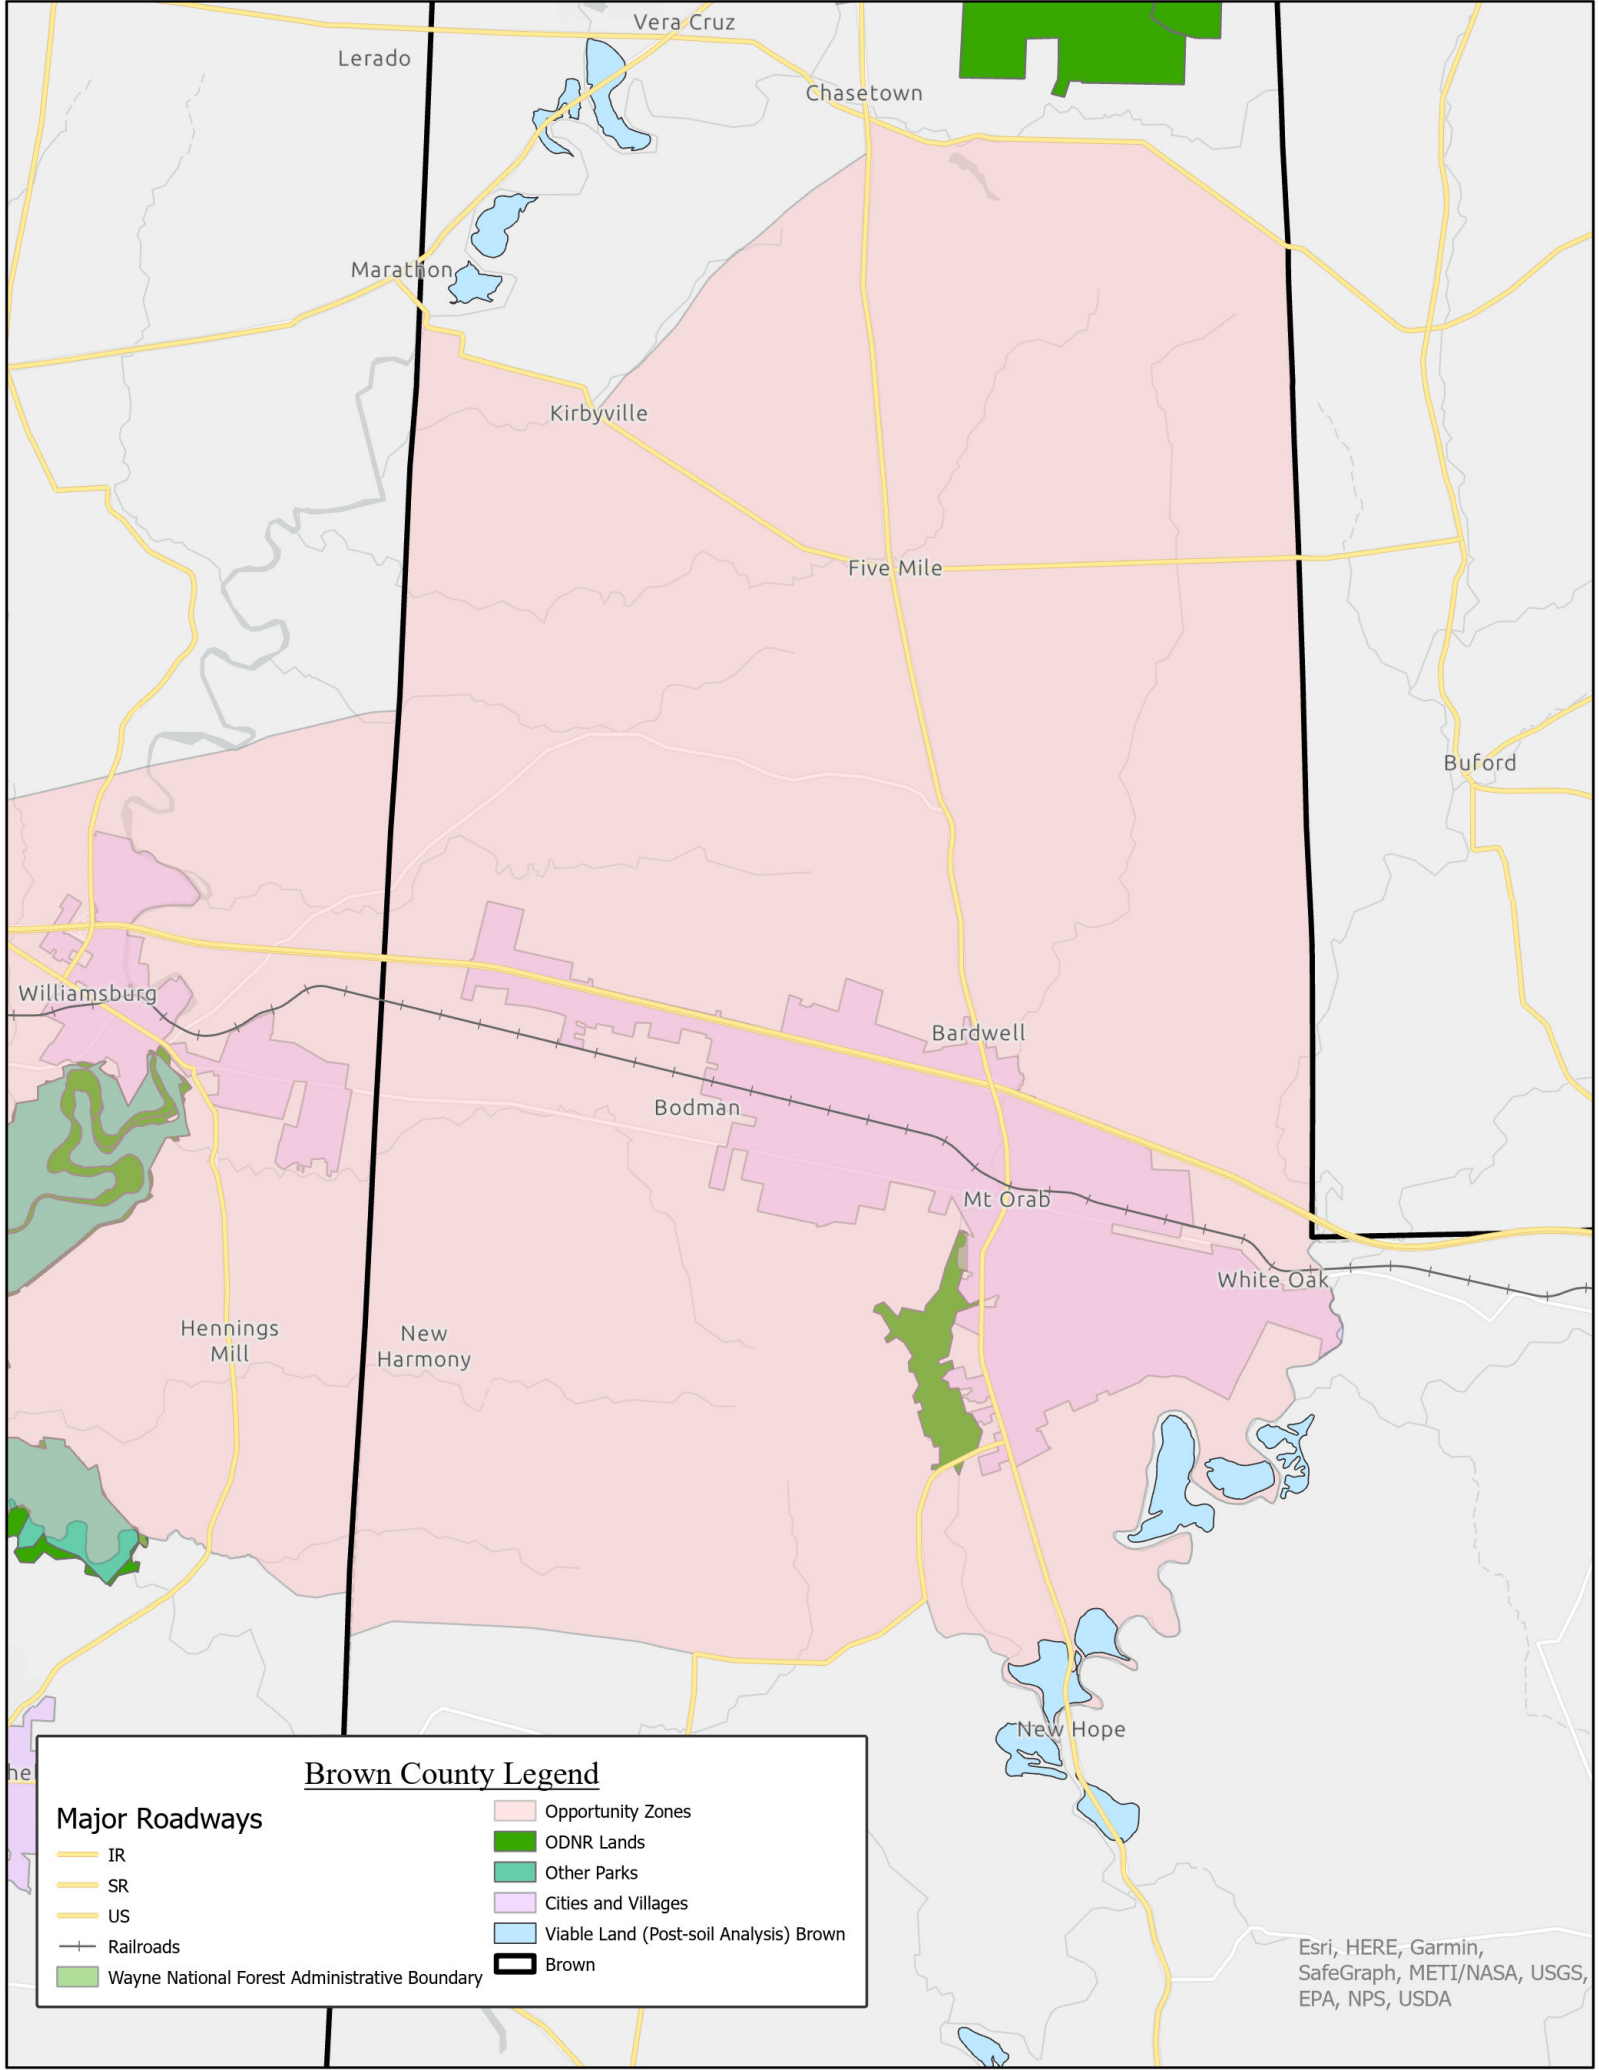 Vera Cruz
Lerado
Chasetown
Marathon
Kirbyville
Five Mile
Buford
Williamsburg
Bardwell
Bodman
Mt Orab
White Oak
Hennings
Mill
New
Harmony
New Hope
hel
Brown County Legend
Major Roadways
IR
SR
US
Railroads
Wayne National Forest Administrative Boundary
Opportunity Zones
ODNR Lands
Other Parks
Cities and Villages
Viable Land (Post-soil Analysis) Brown
Brown
Esri, HERE, Garmin,
SafeGraph, METI/NASA, USGS,
EPA, NPS, USDA